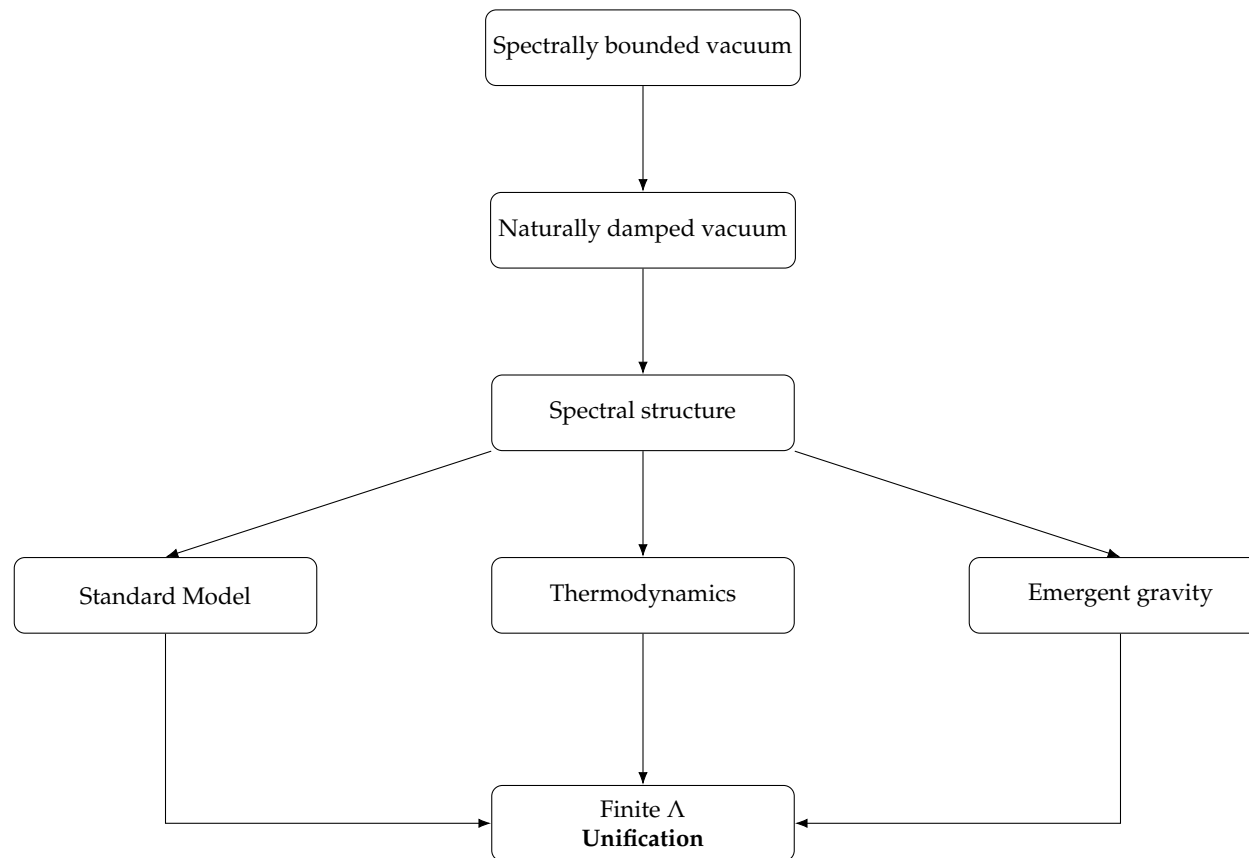 Spectrally bounded vacuum
Naturally damped vacuum
Spectral structure
Standard Model
Thermodynamics
Emergent gravity
Finite Λ
Unification